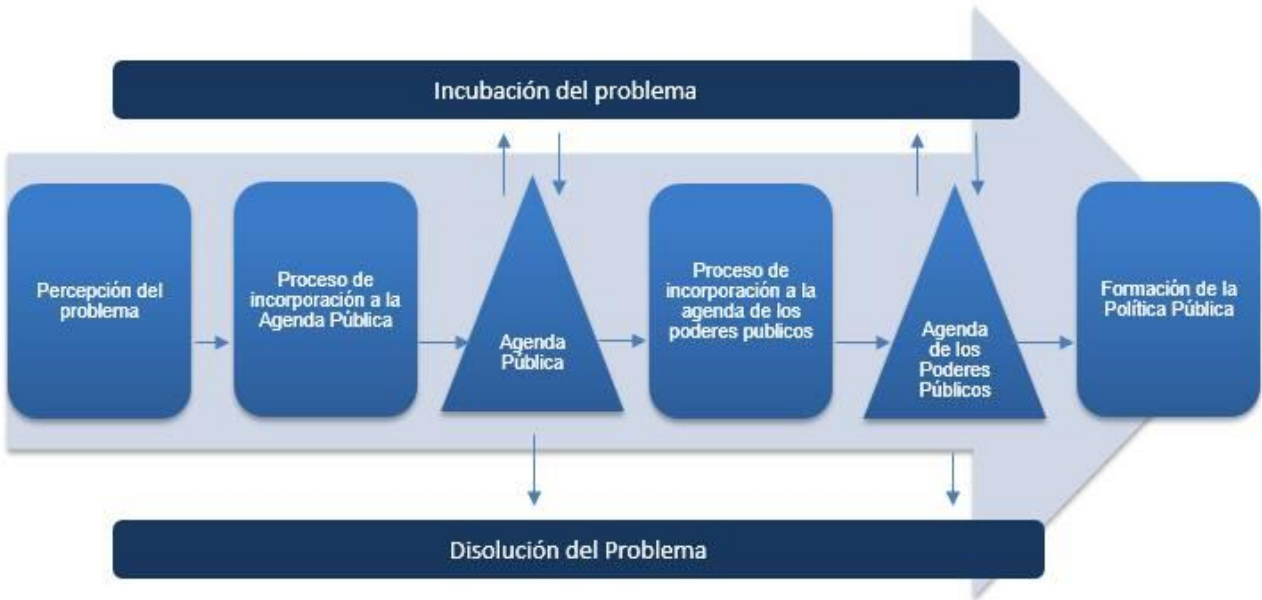 Incubación del problema
Percepción del
problema
Proceso de
incorporación a la
Agenda Pública
Agenda
Pública
Proceso de
incorporación a la
agenda de los
poderes publicos
Agenda
de los
Poderes
Públicos
Formación de la
Política Pública
Disolución del Problema